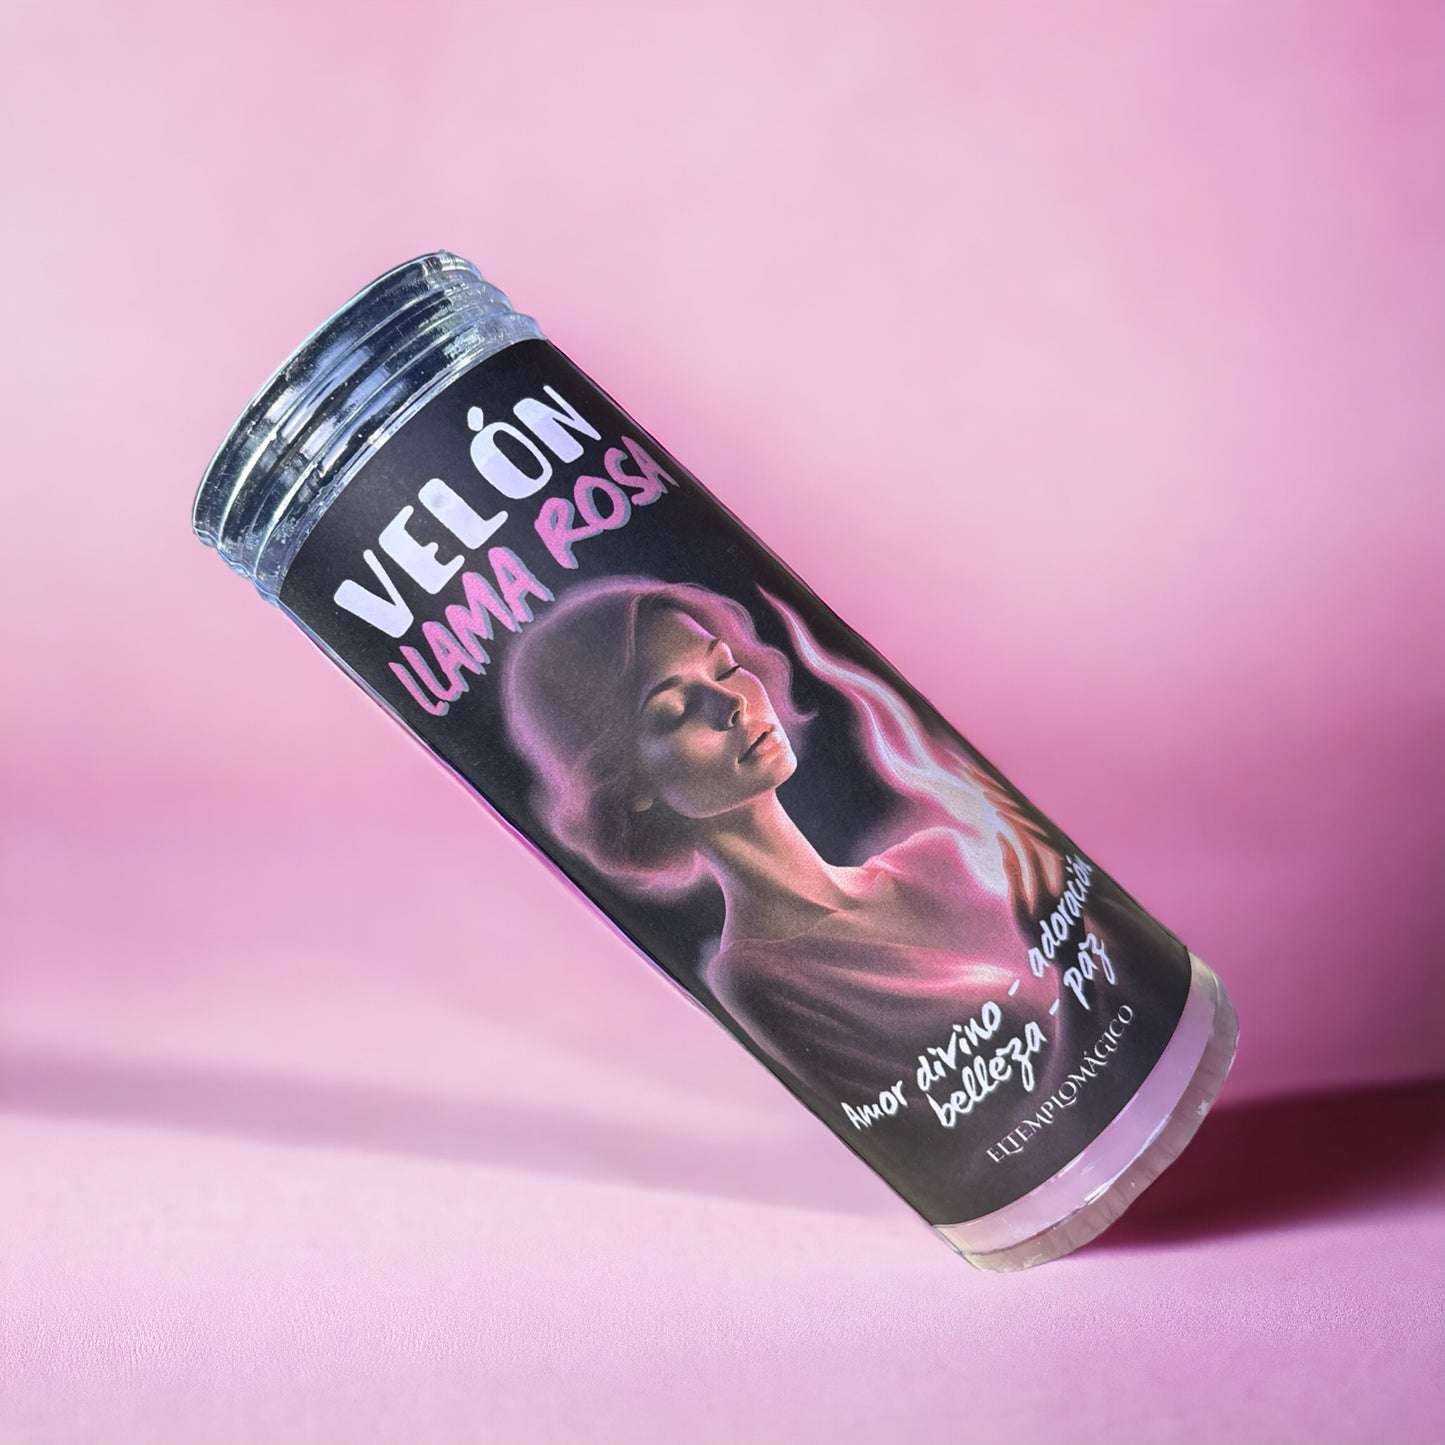 VELÓN
LLAMA ROSA
Amor divino - adoración
belleza - paz
ELTEMPLOMÁGICO